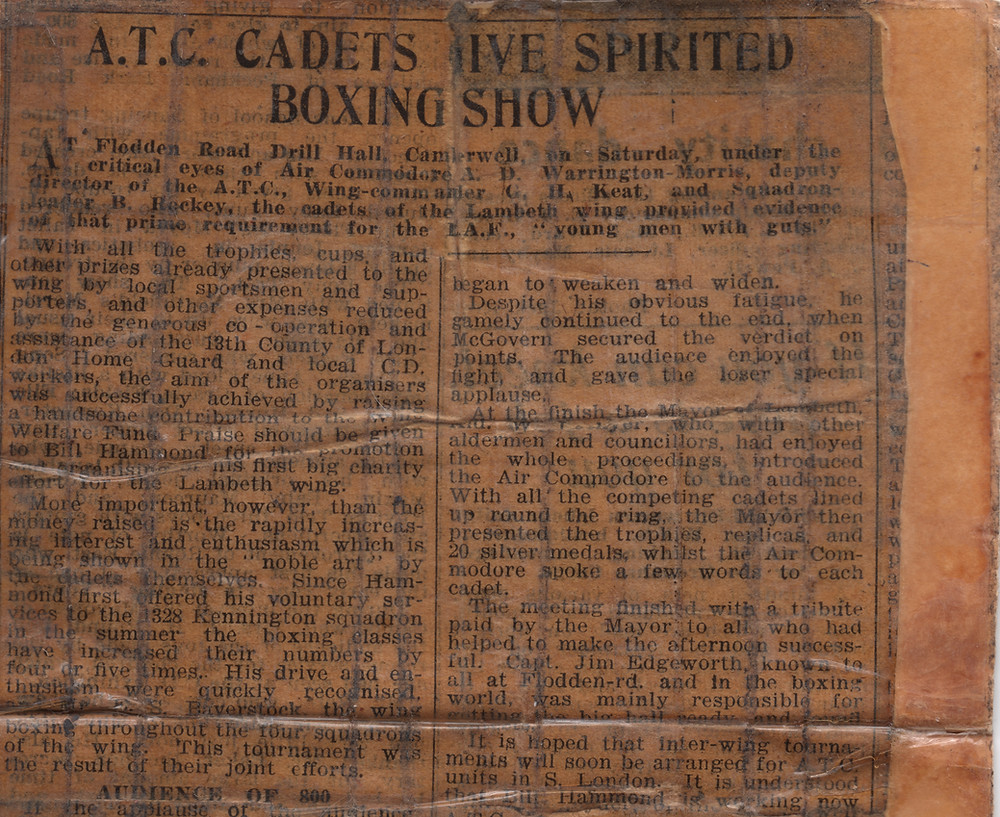 A.T.C. CADETS IVE SPIRITED
BOXING SHOW
AT Flodden Road Drill Hall, Camberwell, on Saturday, under the
critical eyes of Air Commodore A. D. Warrington-Morris, deputy
director of the A.T.C., Wing-commander G. H. Keat, and Squadron-
leader B. Rockey, the cadets of the Lambeth wing provided evidence
of that prime requirement for the R.A.F., "young men with guts."
With all the trophies, cups, and
other prizes already presented to the
wing by local sportsmen and sup-
porters, and other expenses reduced
by the generous co-operation and
assistance of the 13th County of Lon-
don Home Guard and local C.D.
workers, the aim of the organisers
was successfully achieved by raising
a handsome contribution to the
Welfare Fund. Praise should be given
to Bill Hammond for the promotion
organising his first big charity
effort for the Lambeth wing.
More important, however, than the
money raised is the rapidly increas-
ing interest and enthusiasm which is
being shown in the "noble art" by
the cadets themselves. Since Ham-
mond first offered his voluntary ser-
vices to the 1328 Kennington squadron
in the summer the boxing classes
have increased their numbers by
four or five times. His drive and en-
thusiasm were quickly recognised,
S. Baverstock the wing
boxing throughout the four squadrons
of the wing. This tournament was
the result of their joint efforts.
AUDIENCE OF 800
If the applause of the audience
began to weaken and widen.
Despite his obvious fatigue, he
gamely continued to the end, when
McGovern secured the verdict on
points. The audience enjoyed the
fight, and gave the loser special
applause.
At the finish the Mayor of Lambeth,
who, with other
aldermen and councillors, had enjoyed
the whole proceedings, introduced
the Air Commodore to the audience.
With all the competing cadets lined
up round the ring, the Mayor then
presented the trophies, replicas, and
20 silver medals, whilst the Air Com-
modore spoke a few words to each
cadet.
The meeting finished with a tribute
paid by the Mayor to all who had
helped to make the afternoon success-
ful. Capt. Jim Edgeworth, known to
all at Flodden-rd. and in the boxing
world, was mainly responsible for
getting the big hall ready and
It is hoped that inter-wing tourna-
ments will soon be arranged for A.T.C.
units in S. London. It is understood
that Bill Hammond is working now